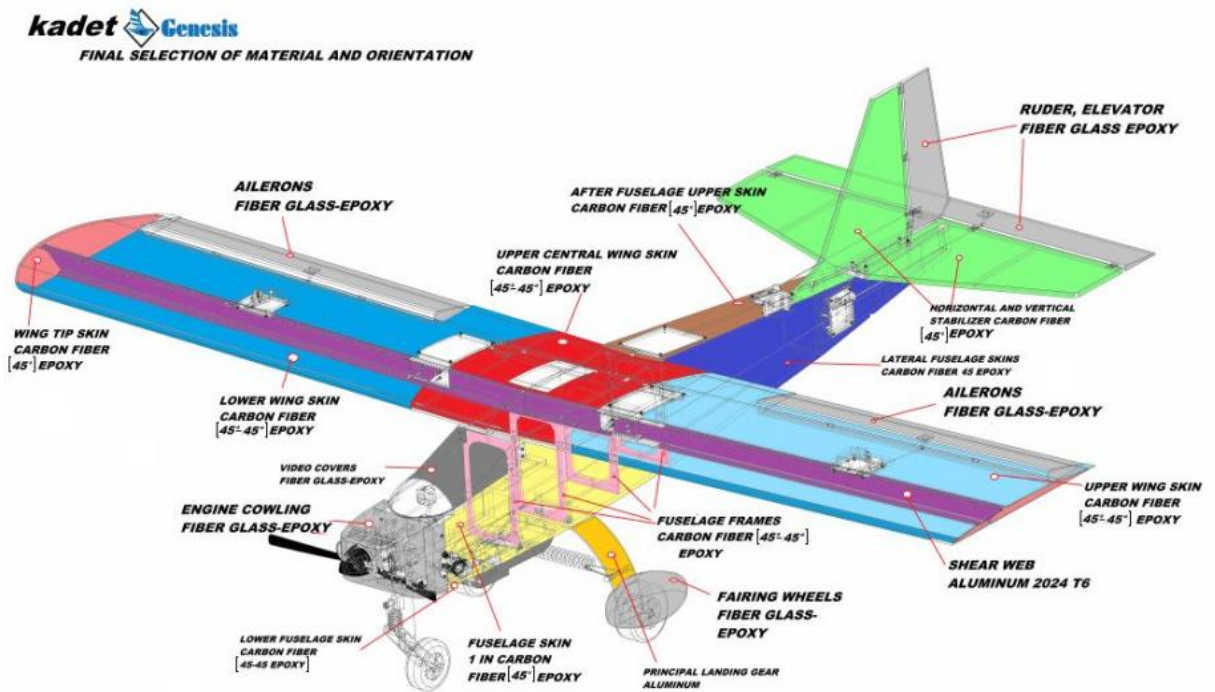 kadet Genesis
FINAL SELECTION OF MATERIAL AND ORIENTATION
RUDER, ELEVATOR
FIBER GLASS EPOXY
AILERONS
FIBER GLASS-EPOXY
AFTER FUSELAGE UPPER SKIN
CARBON FIBER [45°] EPOXY
UPPER CENTRAL WING SKIN
CARBON FIBER
[45°-45°] EPOXY
WING TIP SKIN
CARBON FIBER
[45°] EPOXY
HORIZONTAL AND VERTICAL
STABILIZER CARBON FIBER
[45°] EPOXY
LATERAL FUSELAGE SKINS
CARBON FIBER 45 EPOXY
LOWER WING SKIN
CARBON FIBER
[45°-45°] EPOXY
AILERONS
FIBER GLASS-EPOXY
VIDEO COVERS
FIBER GLASS-EPOXY
ENGINE COWLING
FIBER GLASS-EPOXY
UPPER WING SKIN
CARBON FIBER
[45°-45°] EPOXY
FUSELAGE FRAMES
CARBON FIBER [45°-45°]
EPOXY
SHEAR WEB
ALUMINUM 2024 T6
FAIRING WHEELS
FIBER GLASS-
EPOXY
LOWER FUSELAGE SKIN
CARBON FIBER
[45-45 EPOXY]
FUSELAGE SKIN
1 IN CARBON
FIBER [45°] EPOXY
PRINCIPAL LANDING GEAR
ALUMINUM